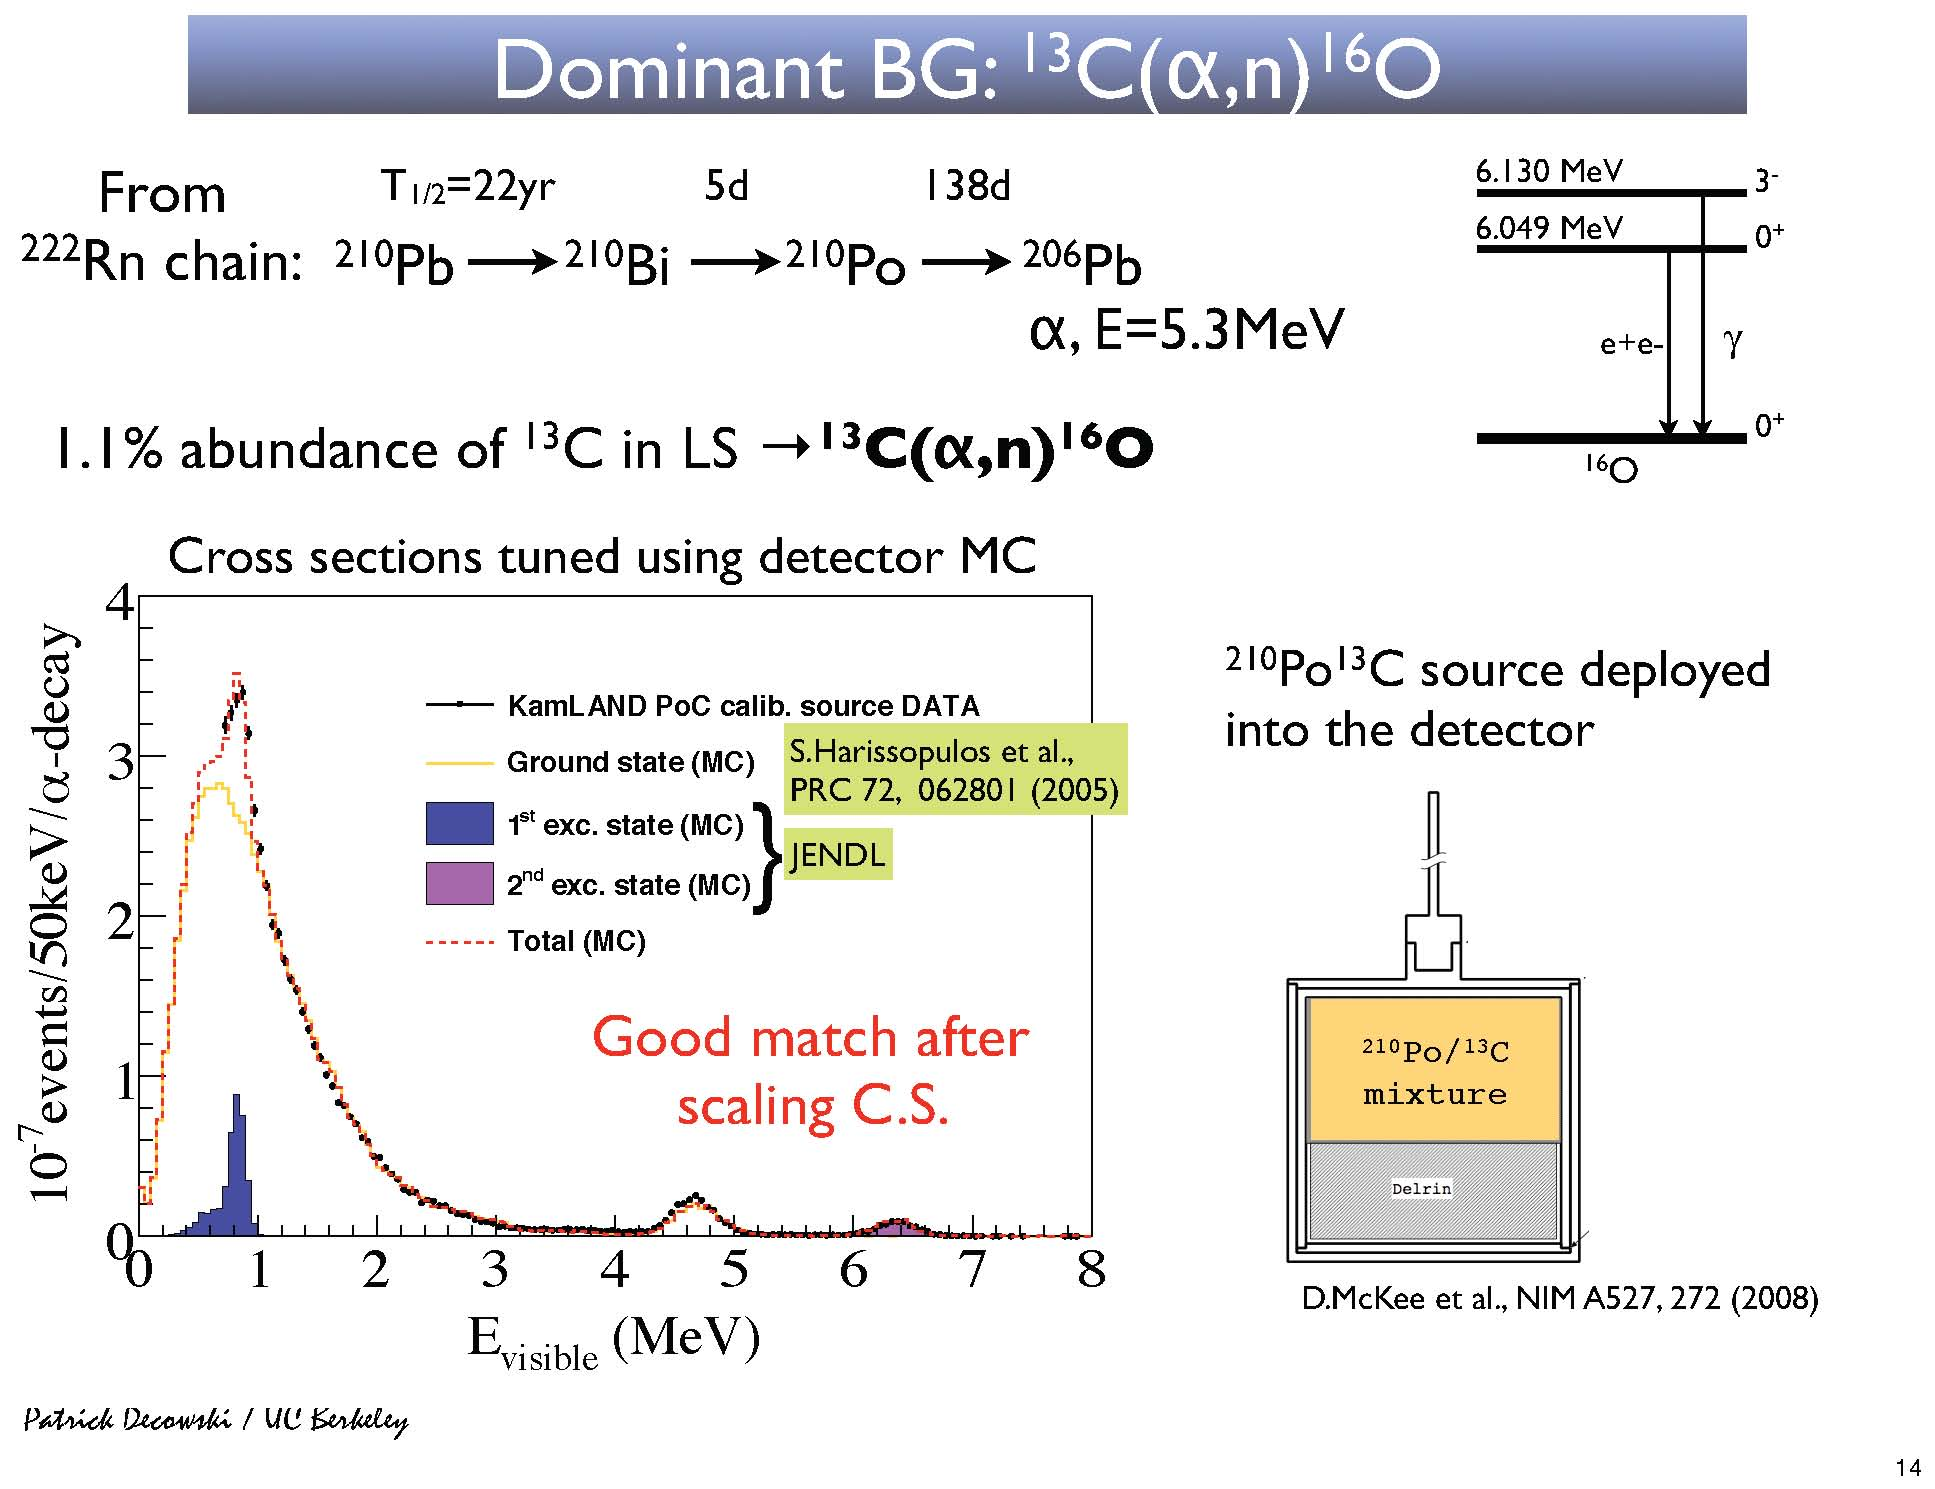 Dominant BG: ¹³C(α,n)¹⁶O
From
²²²Rn chain:
T₁/₂=22yr 5d 138d
²¹⁰Pb → ²¹⁰Bi → ²¹⁰Po → ²⁰⁶Pb
α, E=5.3MeV
6.130 MeV 3⁻
6.049 MeV 0⁺
e+e- γ
0⁺
¹⁶O
1.1% abundance of ¹³C in LS →¹³C(α,n)¹⁶O
Cross sections tuned using detector MC
4
3
2
1
0
10⁻⁷events/50keV/α-decay
KamLAND PoC calib. source DATA
Ground state (MC)
1ˢᵗ exc. state (MC)
2ⁿᵈ exc. state (MC)
Total (MC)
S.Harissopulos et al.,
PRC 72, 062801 (2005)
JENDL
Good match after
scaling C.S.
0 1 2 3 4 5 6 7 8
E visible (MeV)
²¹⁰Po¹³C source deployed
into the detector
²¹⁰Po/¹³C
mixture
Delrin
D.McKee et al., NIM A527, 272 (2008)
Patrick Decowski / UC Berkeley
14